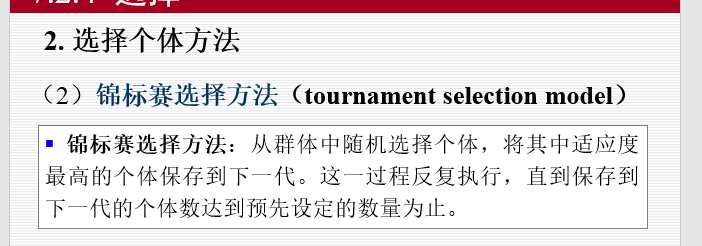 2. 选择个体方法
（2）锦标赛选择方法（tournament selection model）
锦标赛选择方法：从群体中随机选择个体，将其中适应度
最高的个体保存到下一代。这一过程反复执行，直到保存到
下一代的个体数达到预先设定的数量为止。